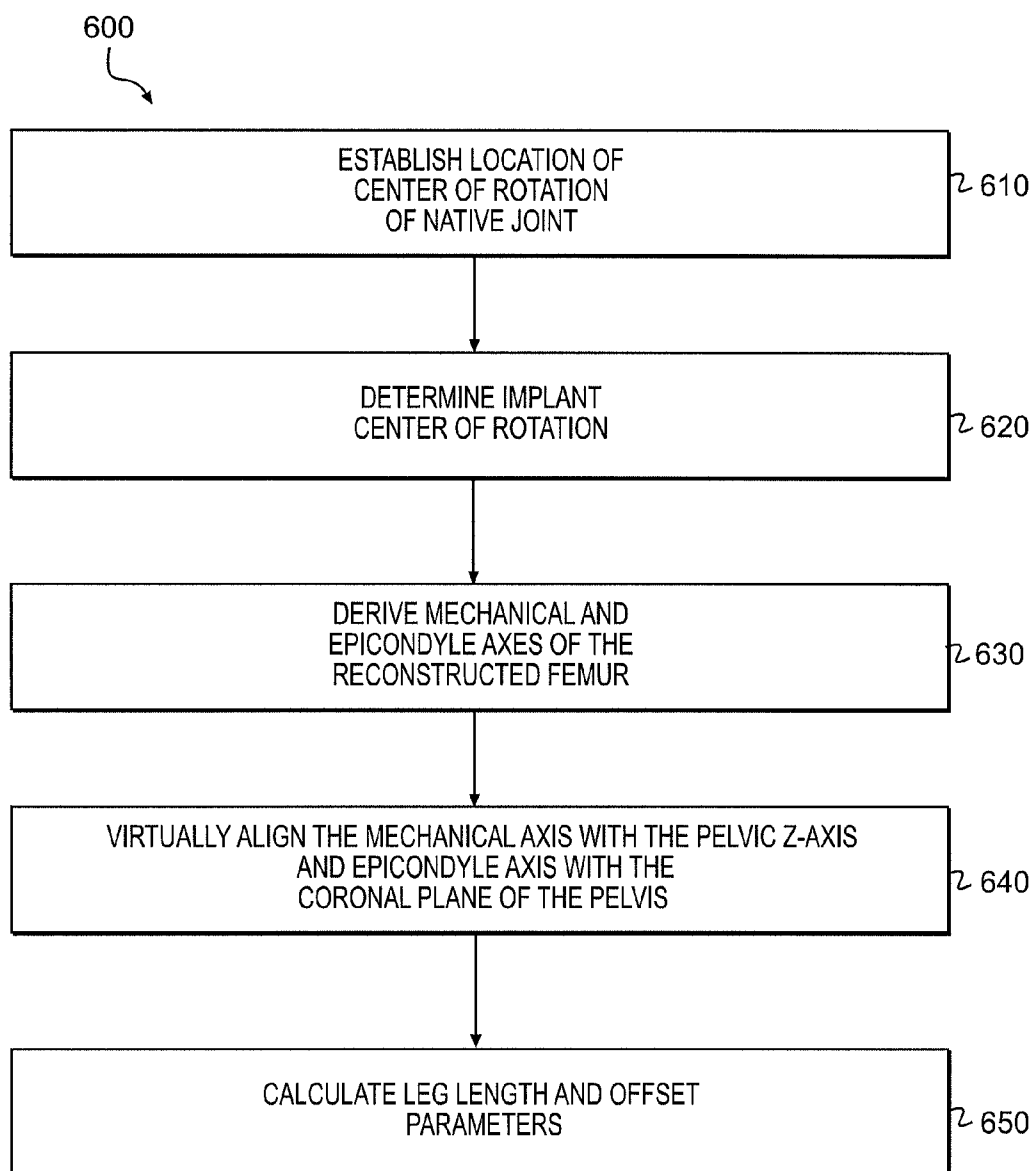 600
ESTABLISH LOCATION OF
CENTER OF ROTATION
OF NATIVE JOINT
610
DETERMINE IMPLANT
CENTER OF ROTATION
620
DERIVE MECHANICAL AND
EPICONDYLE AXES OF THE
RECONSTRUCTED FEMUR
630
VIRTUALLY ALIGN THE MECHANICAL AXIS WITH THE PELVIC Z-AXIS
AND EPICONDYLE AXIS WITH THE
CORONAL PLANE OF THE PELVIS
640
CALCULATE LEG LENGTH AND OFFSET
PARAMETERS
650